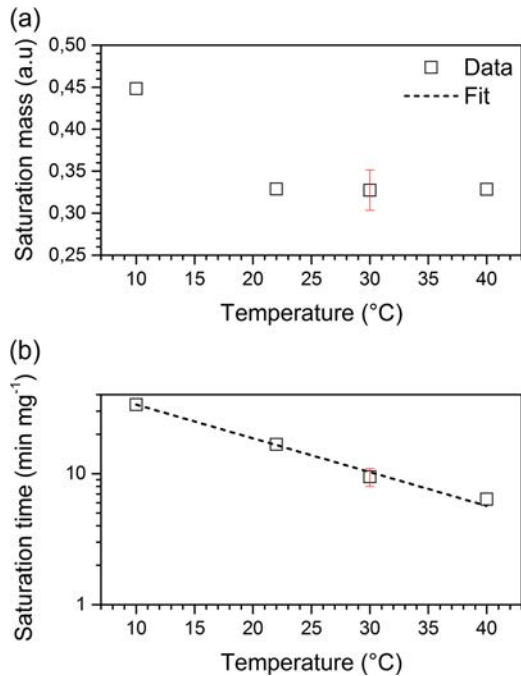 (a)
0,50
0,45
0,40
0,35
0,30
0,25
Saturation mass (a.u)
Data
Fit
10 15 20 25 30 35 40
Temperature (°C)
(b)
10
1
Saturation time (min mg⁻¹)
10 15 20 25 30 35 40
Temperature (°C)